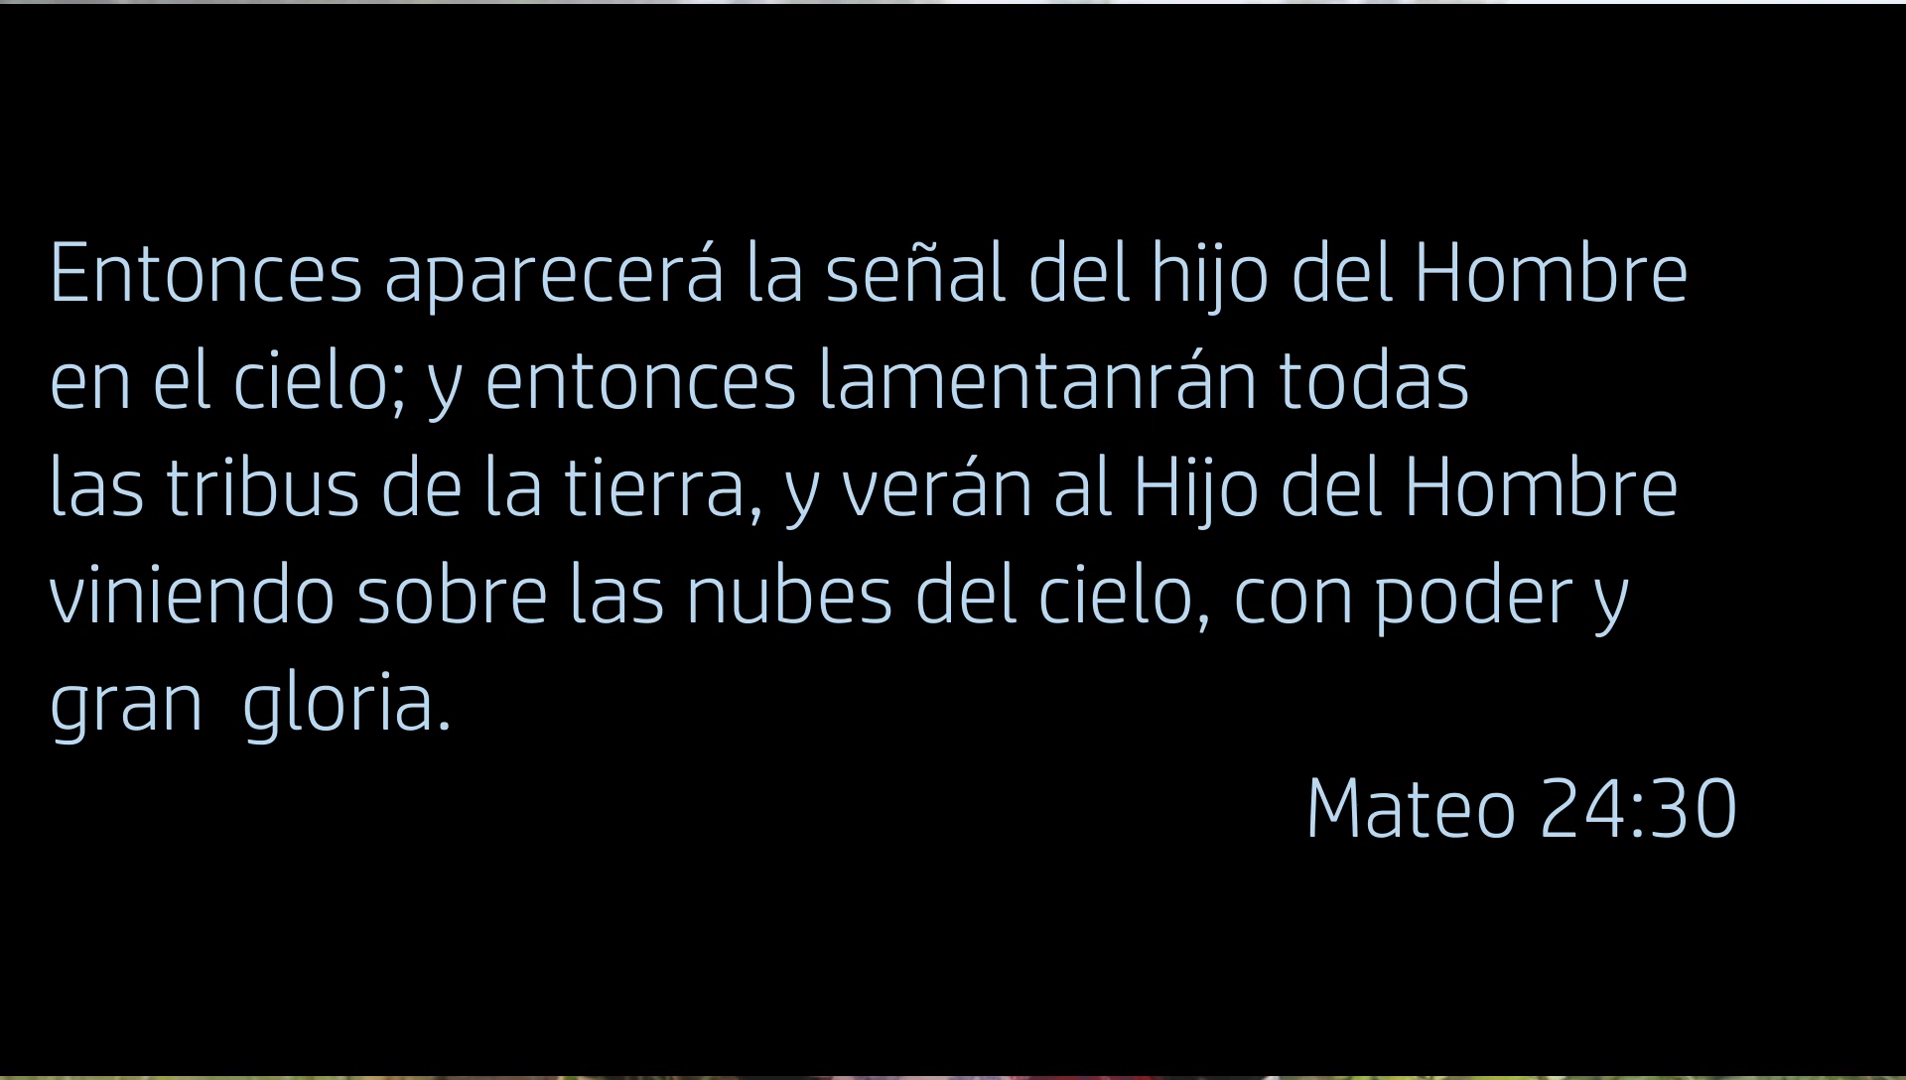 Entonces aparecerá la señal del hijo del Hombre
en el cielo; y entonces lamentanrán todas
las tribus de la tierra, y verán al Hijo del Hombre
viniendo sobre las nubes del cielo, con poder y
gran  gloria.
Mateo 24:30